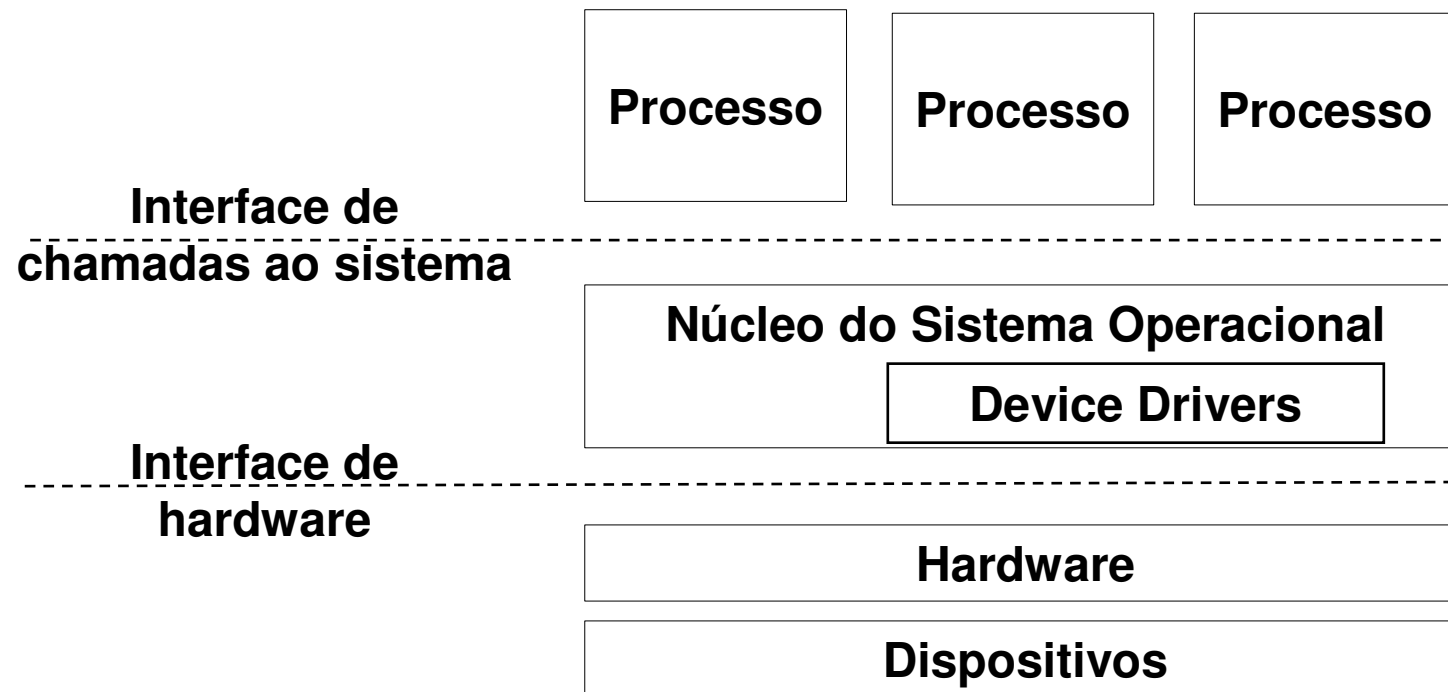 Processo
Processo
Processo
Interface de
chamadas ao sistema
Núcleo do Sistema Operacional
Device Drivers
Interface de
hardware
Hardware
Dispositivos